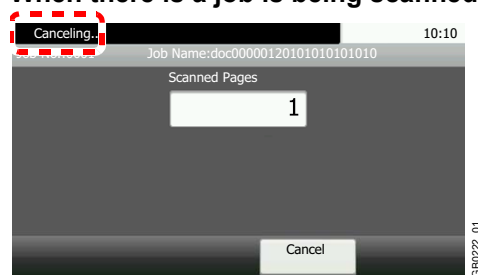 When there is a job is being scanned
Canceling.. 10:10
Job Name:doc00000120101010101010
Scanned Pages
1
Cancel
GB0222_01